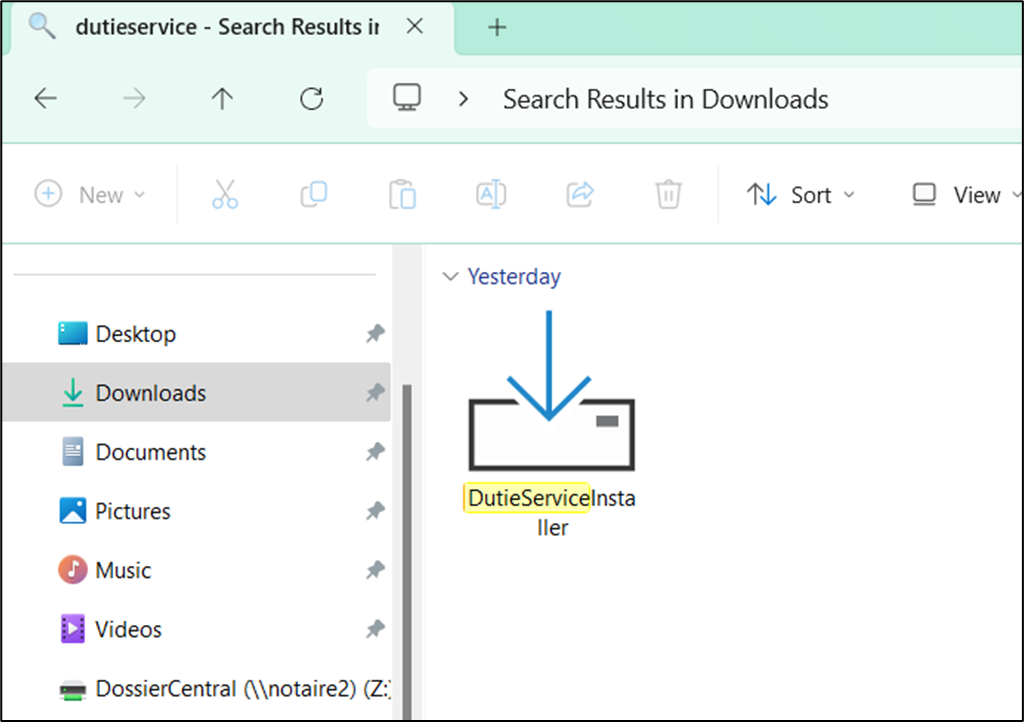 dutieservice - Search Results in
Search Results in Downloads
New
Sort
View
Yesterday
Desktop
Downloads
Documents
Pictures
Music
Videos
DossierCentral (\\notaire2) (Z:)
DutieServiceInsta
ller